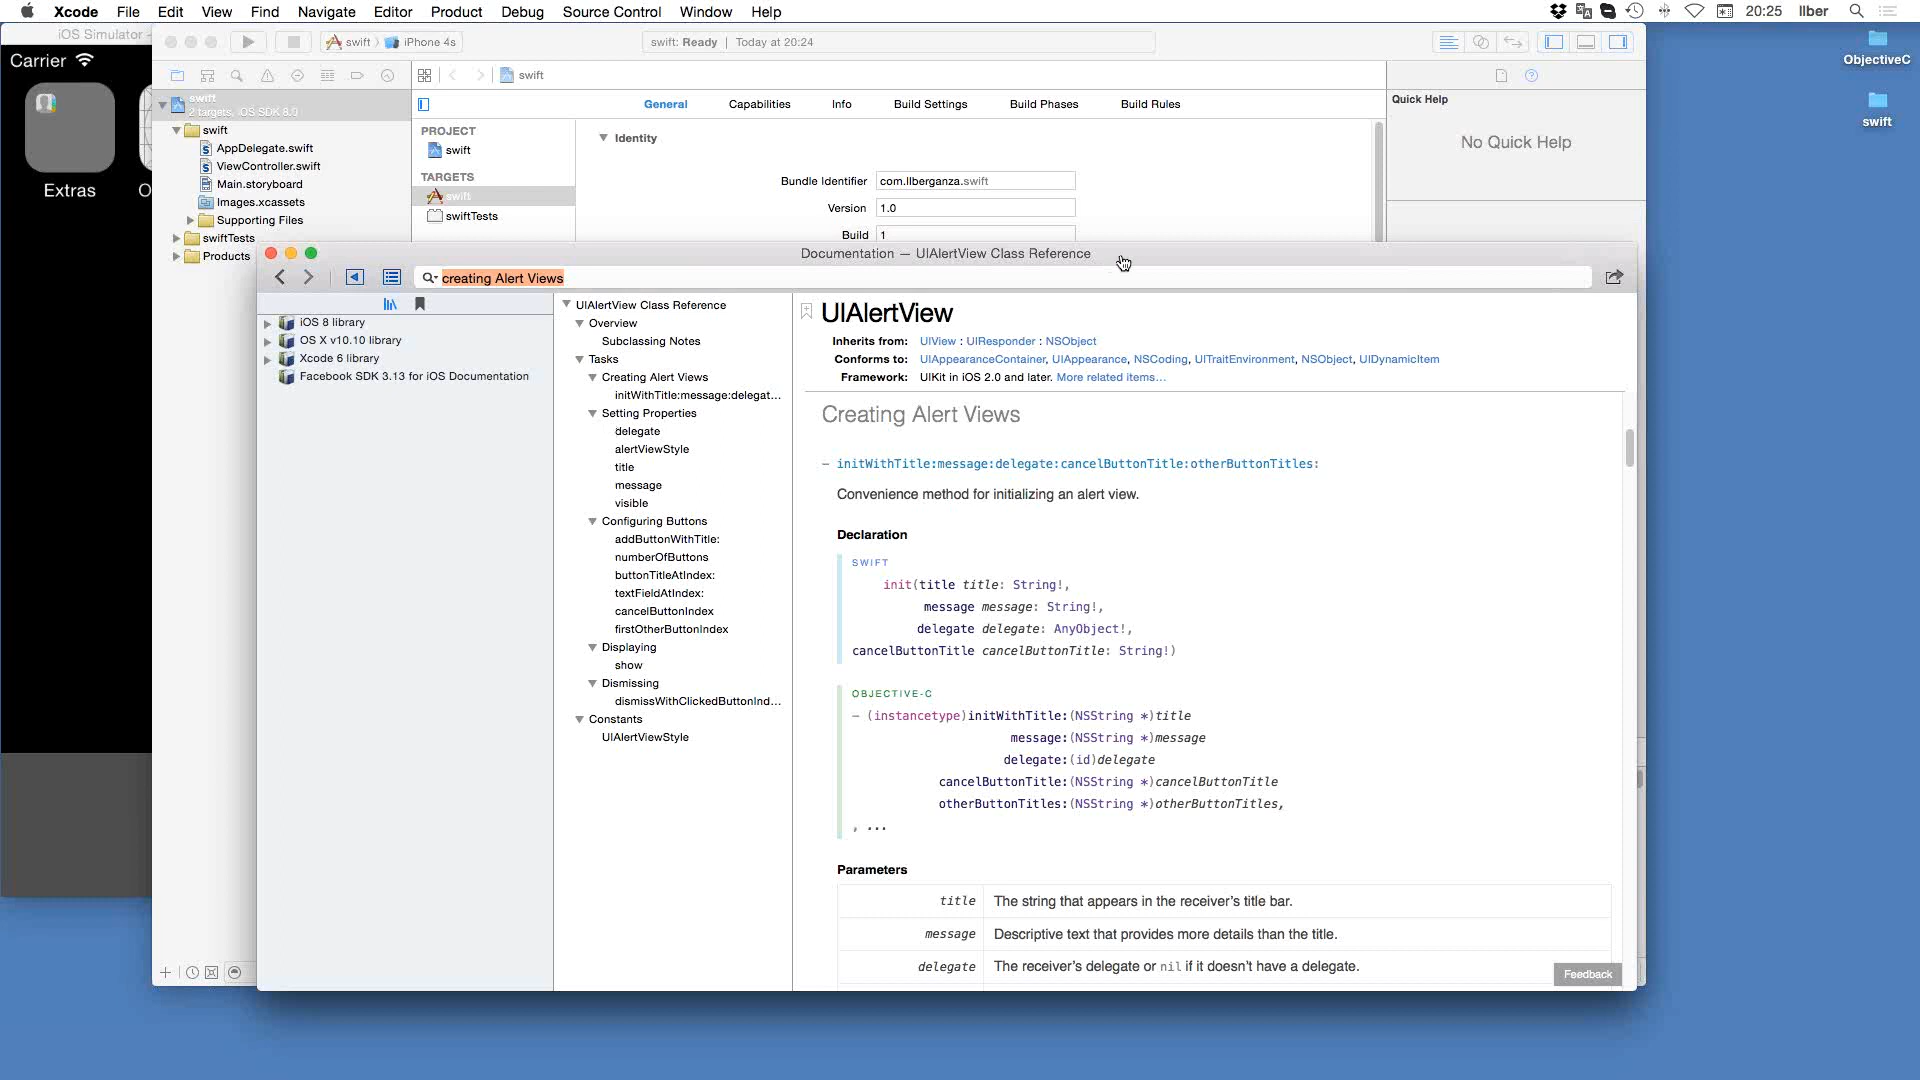 Xcode File Edit View Find Navigate Editor Product Debug Source Control Window Help 20:25 llber
iOS Simulator -
Carrier
Extras
O
swift 〉 iPhone 4s
swift: Ready | Today at 20:24
swift
swift
2 targets, iOS SDK 8.0
swift
AppDelegate.swift
ViewController.swift
Main.storyboard
Images.xcassets
Supporting Files
swiftTests
Products
General Capabilities Info Build Settings Build Phases Build Rules
PROJECT
swift
TARGETS
swift
swiftTests
Identity
Bundle Identifier com.llberganza.swift
Version 1.0
Build 1
Quick Help
No Quick Help
ObjectiveC
swift
Documentation — UIAlertView Class Reference
creating Alert Views
iOS 8 library
OS X v10.10 library
Xcode 6 library
Facebook SDK 3.13 for iOS Documentation
UIAlertView Class Reference
Overview
Subclassing Notes
Tasks
Creating Alert Views
initWithTitle:message:delegat...
Setting Properties
delegate
alertViewStyle
title
message
visible
Configuring Buttons
addButtonWithTitle:
numberOfButtons
buttonTitleAtIndex:
textFieldAtIndex:
cancelButtonIndex
firstOtherButtonIndex
Displaying
show
Dismissing
dismissWithClickedButtonInd...
Constants
UIAlertViewStyle
UIAlertView
Inherits from: UIView : UIResponder : NSObject
Conforms to: UIAppearanceContainer, UIAppearance, NSCoding, UITraitEnvironment, NSObject, UIDynamicItem
Framework: UIKit in iOS 2.0 and later. More related items...
Creating Alert Views
– initWithTitle:message:delegate:cancelButtonTitle:otherButtonTitles:
Convenience method for initializing an alert view.
Declaration
SWIFT
init(title title: String!,
message message: String!,
delegate delegate: AnyObject!,
cancelButtonTitle cancelButtonTitle: String!)
OBJECTIVE-C
– (instancetype)initWithTitle:(NSString *)title
message:(NSString *)message
delegate:(id)delegate
cancelButtonTitle:(NSString *)cancelButtonTitle
otherButtonTitles:(NSString *)otherButtonTitles,
, ...
Parameters
title The string that appears in the receiver's title bar.
message Descriptive text that provides more details than the title.
delegate The receiver's delegate or nil if it doesn't have a delegate.
Feedback